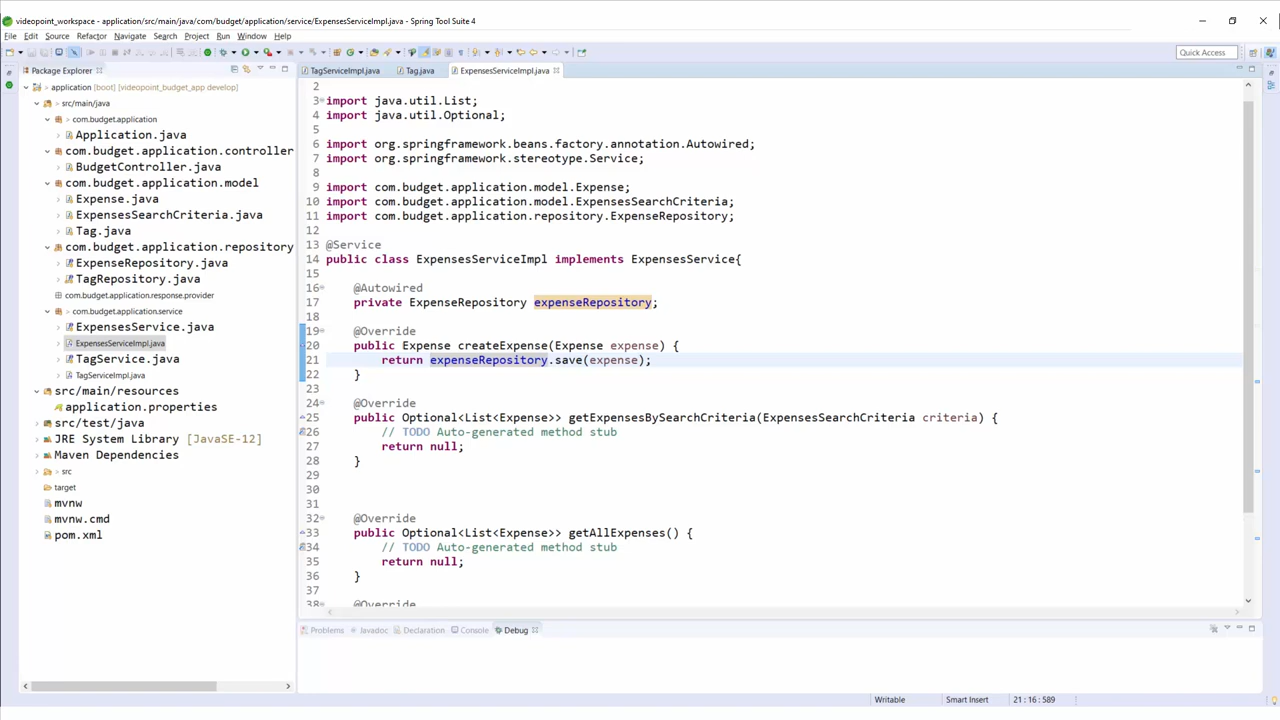 videopoint_workspace - application/src/main/java/com/budget/application/service/ExpensesServiceImpl.java - Spring Tool Suite 4
File Edit Source Refactor Navigate Search Project Run Window Help
Quick Access
Package Explorer
TagServiceImpl.java Tag.java ExpensesServiceImpl.java
application [boot] [videopoint_budget_app develop]
src/main/java
com.budget.application
Application.java
com.budget.application.controller
BudgetController.java
com.budget.application.model
Expense.java
ExpensesSearchCriteria.java
Tag.java
com.budget.application.repository
ExpenseRepository.java
TagRepository.java
com.budget.application.response.provider
com.budget.application.service
ExpensesService.java
ExpensesServiceImpl.java
TagService.java
TagServiceImpl.java
src/main/resources
application.properties
src/test/java
JRE System Library [JavaSE-12]
Maven Dependencies
src
target
mvnw
mvnw.cmd
pom.xml
2
3 import java.util.List;
4 import java.util.Optional;
5
6 import org.springframework.beans.factory.annotation.Autowired;
7 import org.springframework.stereotype.Service;
8
9 import com.budget.application.model.Expense;
10 import com.budget.application.model.ExpensesSearchCriteria;
11 import com.budget.application.repository.ExpenseRepository;
12
13 @Service
14 public class ExpensesServiceImpl implements ExpensesService{
15
16 @Autowired
17 private ExpenseRepository expenseRepository;
18
19 @Override
20 public Expense createExpense(Expense expense) {
21 return expenseRepository.save(expense);
22 }
23
24 @Override
25 public Optional<List<Expense>> getExpensesBySearchCriteria(ExpensesSearchCriteria criteria) {
26 // TODO Auto-generated method stub
27 return null;
28 }
29
30
31
32 @Override
33 public Optional<List<Expense>> getAllExpenses() {
34 // TODO Auto-generated method stub
35 return null;
36 }
37
38 @Override
Problems Javadoc Declaration Console Debug
Writable Smart Insert 21 : 16 : 589